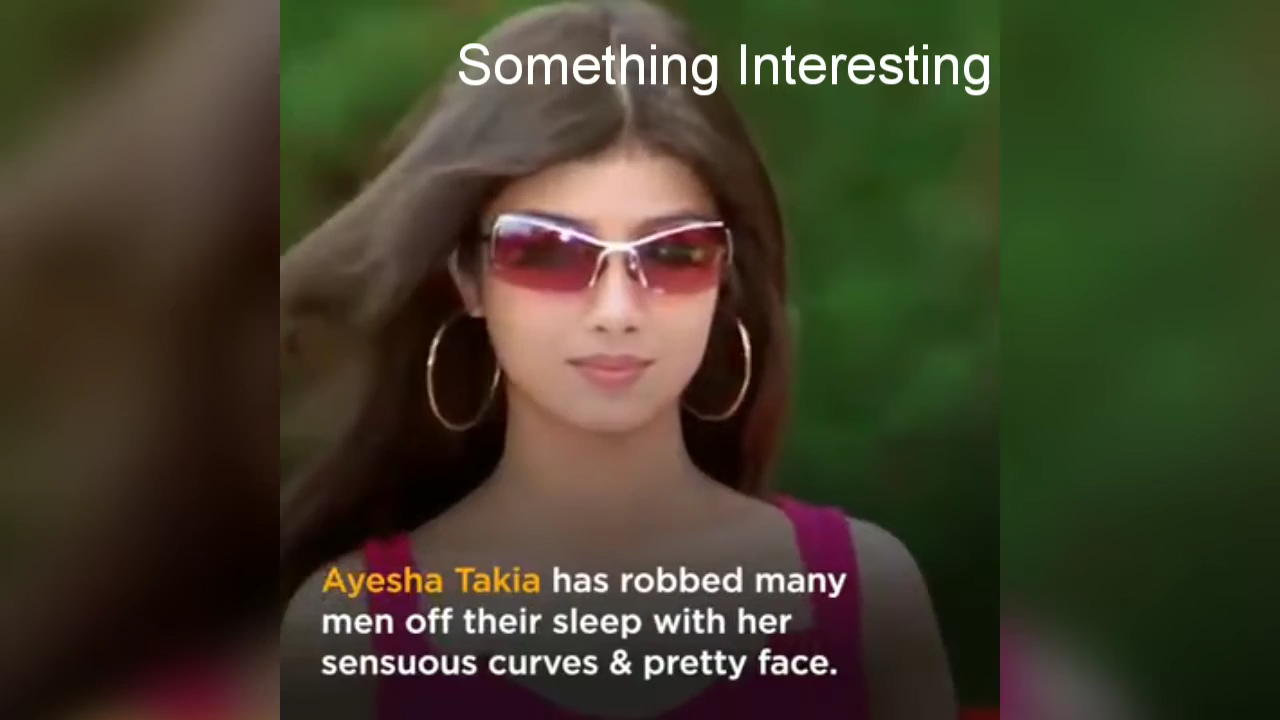 Something Interesting
Ayesha Takia has robbed many
men off their sleep with her
sensuous curves & pretty face.